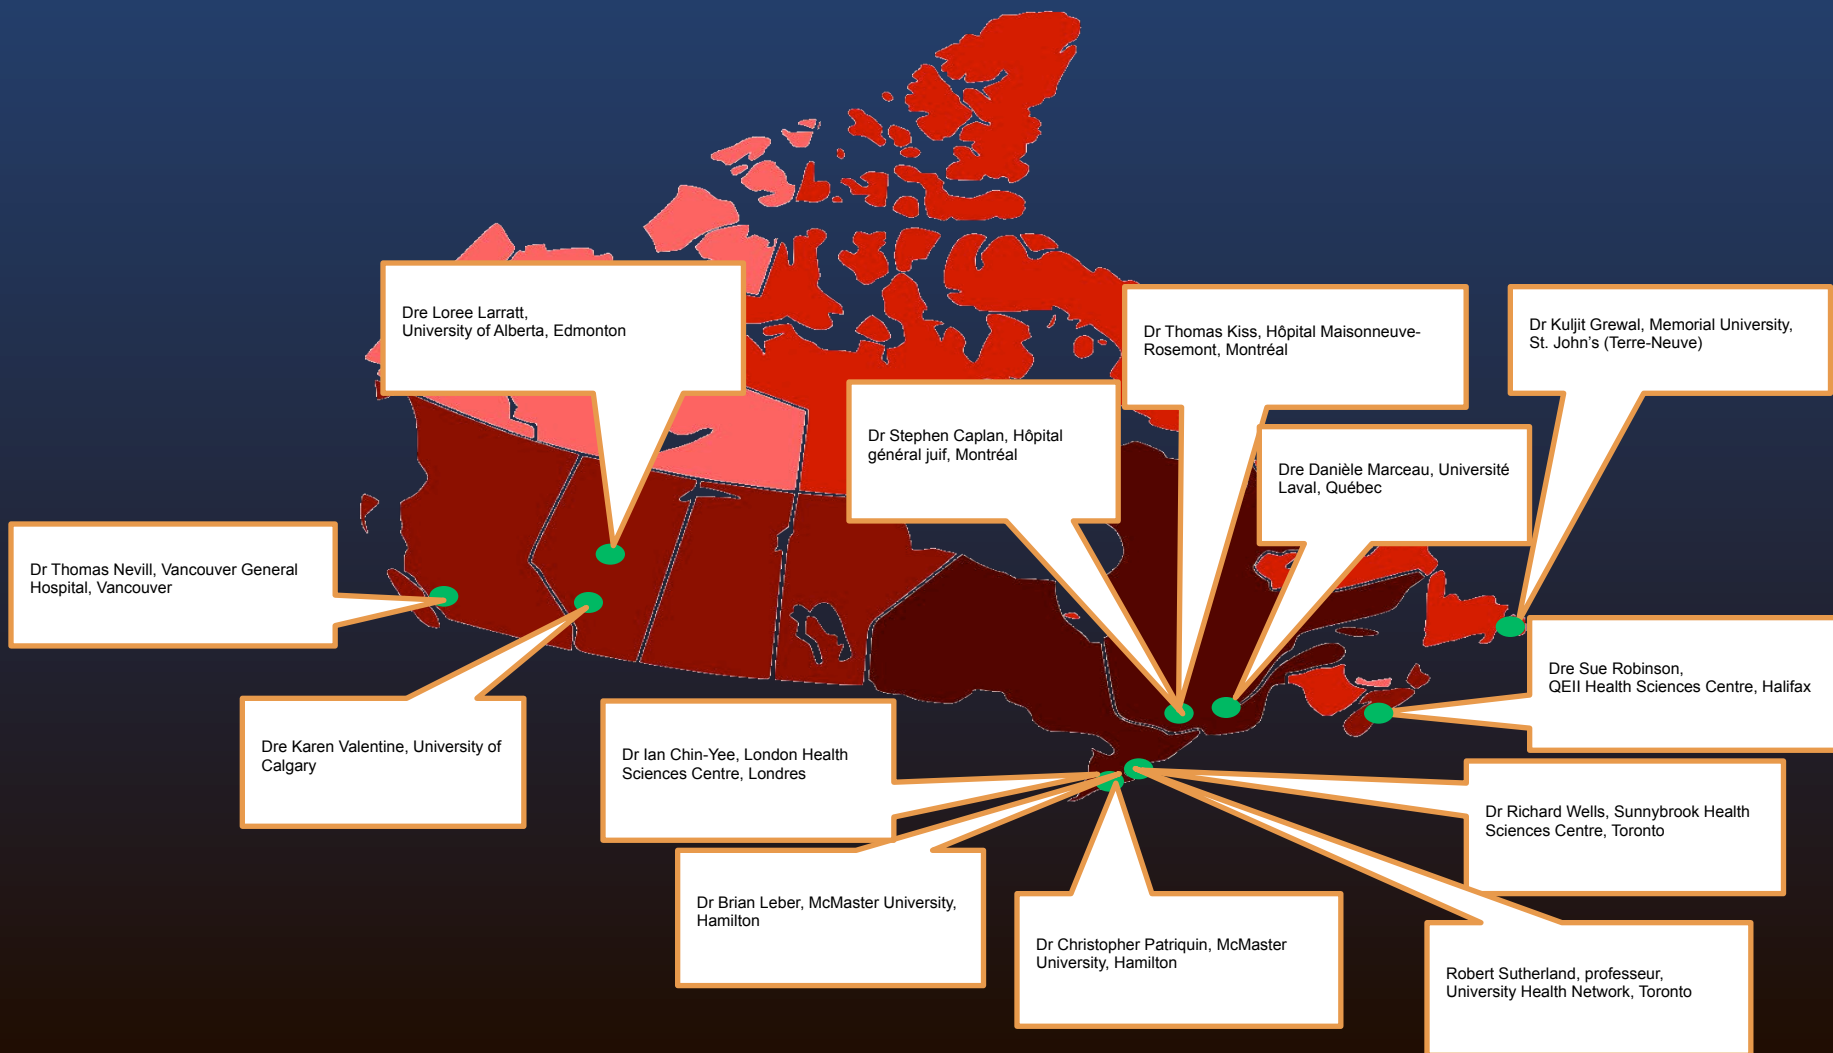 Dre Loree Larratt,
University of Alberta, Edmonton
Dr Thomas Kiss, Hôpital Maisonneuve-
Rosemont, Montréal
Dr Kuljit Grewal, Memorial University,
St. John's (Terre-Neuve)
Dr Stephen Caplan, Hôpital
général juif, Montréal
Dre Danièle Marceau, Université
Laval, Québec
Dr Thomas Nevill, Vancouver General
Hospital, Vancouver
Dre Sue Robinson,
QEII Health Sciences Centre, Halifax
Dre Karen Valentine, University of
Calgary
Dr Ian Chin-Yee, London Health
Sciences Centre, Londres
Dr Richard Wells, Sunnybrook Health
Sciences Centre, Toronto
Dr Brian Leber, McMaster University,
Hamilton
Dr Christopher Patriquin, McMaster
University, Hamilton
Robert Sutherland, professeur,
University Health Network, Toronto